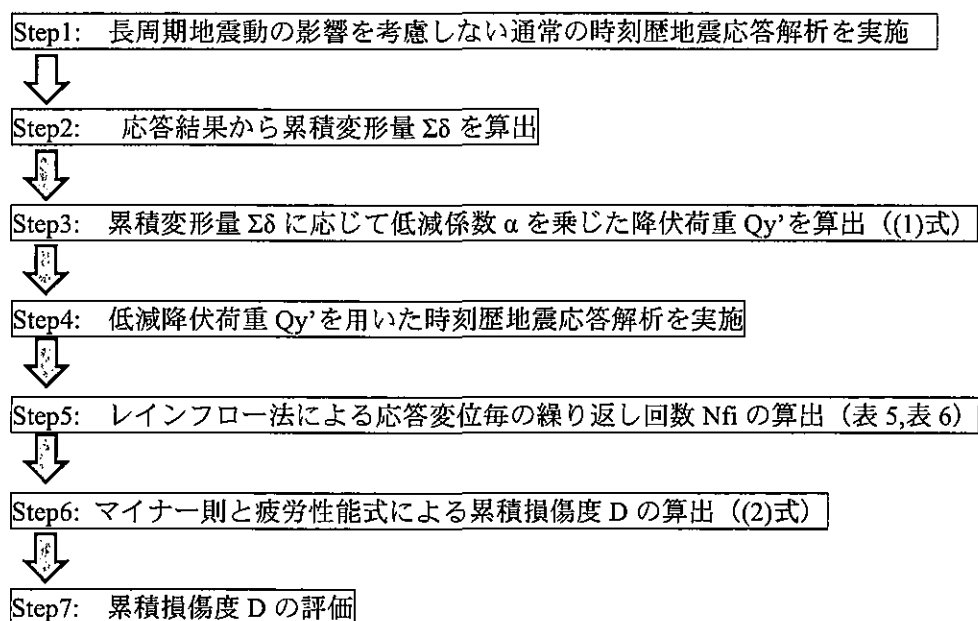 Step1: 長周期地震動の影響を考慮しない通常の時刻歴地震応答解析を実施
Step2: 応答結果から累積変形量 Σδ を算出
Step3: 累積変形量 Σδ に応じて低減係数 α を乗じた降伏荷重 Qy’を算出（(1)式）
Step4: 低減降伏荷重 Qy’を用いた時刻歴地震応答解析を実施
Step5: レインフロー法による応答変位毎の繰り返し回数 Nfi の算出（表 5,表 6）
Step6: マイナー則と疲労性能式による累積損傷度 D の算出（(2)式）
Step7: 累積損傷度 D の評価